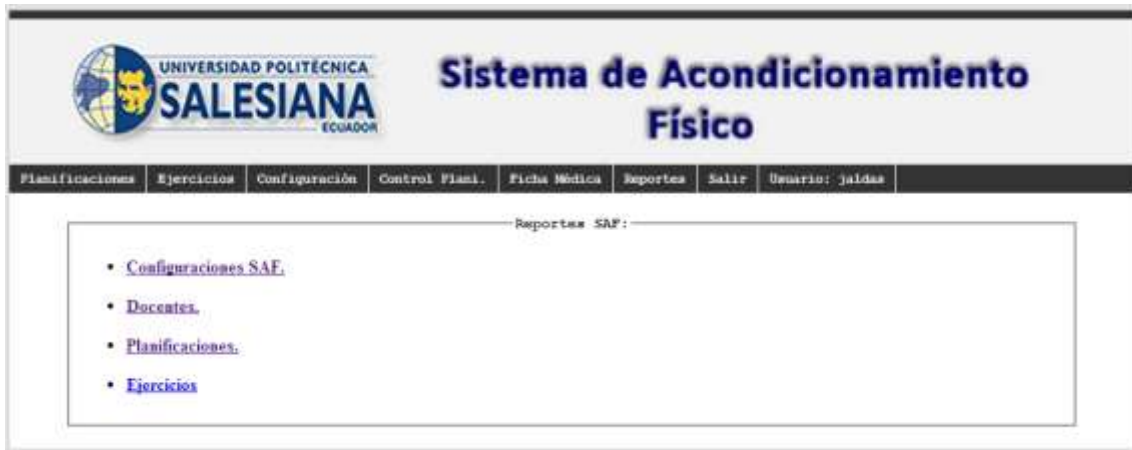 UNIVERSIDAD POLITÉCNICA
SALESIANA
ECUADOR
Sistema de Acondicionamiento
Físico
Planificaciones Ejercicios Configuración Control Plani. Ficha Médica Reportes Salir Usuario: jaldas
Reportes SAF:
• Configuraciones SAF.
• Docentes.
• Planificaciones.
• Ejercicios